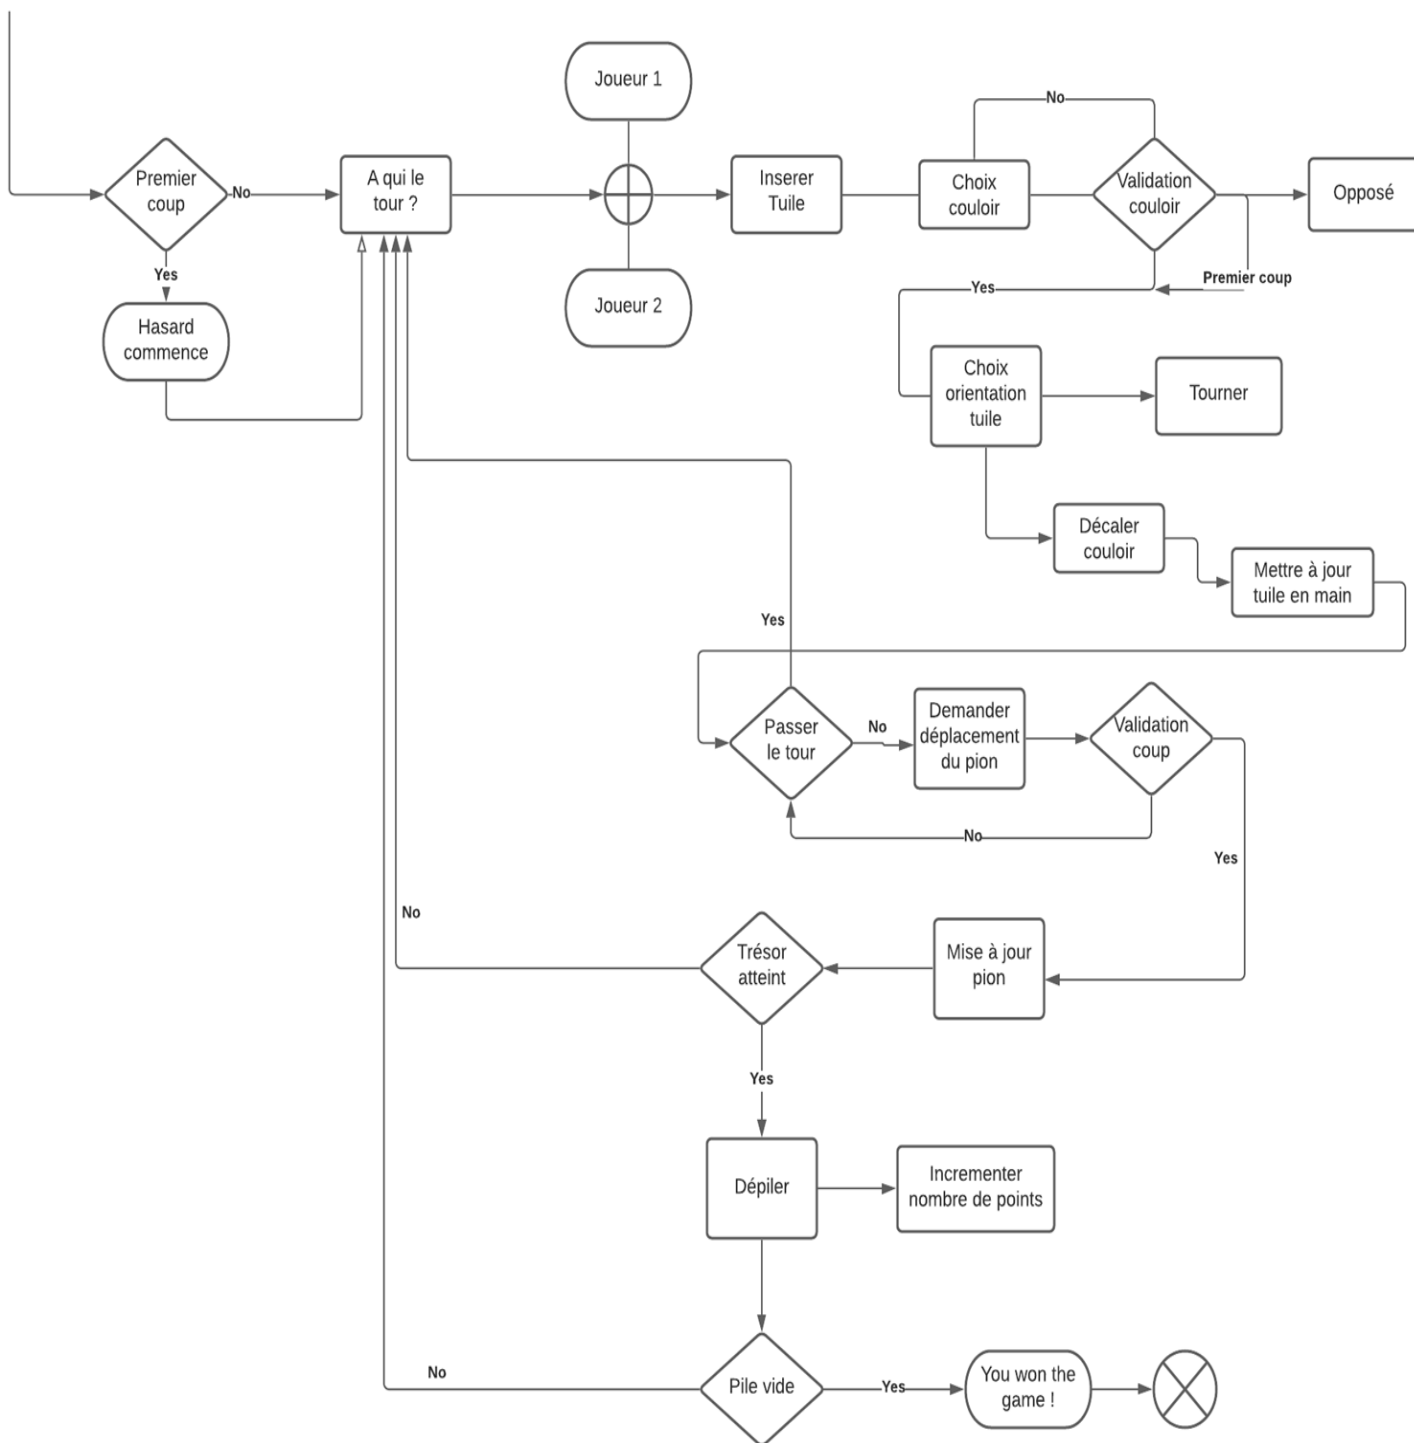 Joueur 1
No
Premier
coup
No
A qui le
tour ?
Inserer
Tuile
Choix
couloir
Validation
couloir
Opposé
Yes
Premier coup
Yes
Hasard
commence
Joueur 2
Choix
orientation
tuile
Tourner
Décaler
couloir
Mettre à jour
tuile en main
Yes
Passer
le tour
No
Demander
déplacement
du pion
Validation
coup
No
Yes
No
Trésor
atteint
Mise à jour
pion
Yes
Dépiler
Incrementer
nombre de points
No
Pile vide
Yes
You won the
game !